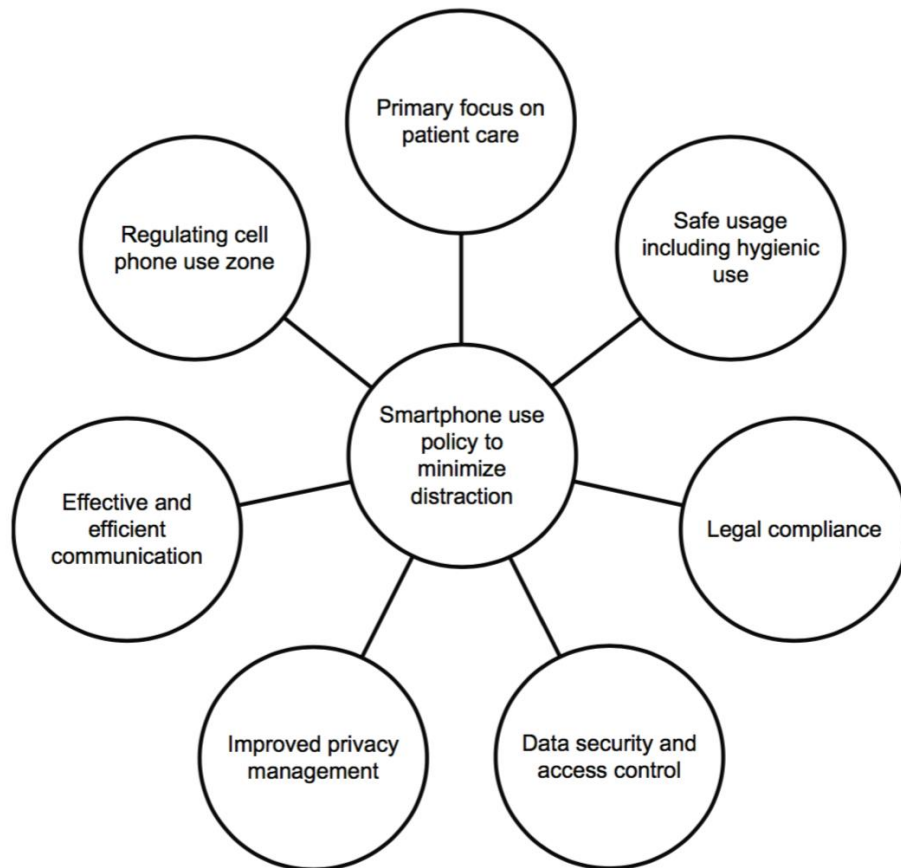 Primary focus on
patient care
Safe usage
including hygienic
use
Legal compliance
Data security and
access control
Improved privacy
management
Effective and
efficient
communication
Regulating cell
phone use zone
Smartphone use
policy to
minimize
distraction